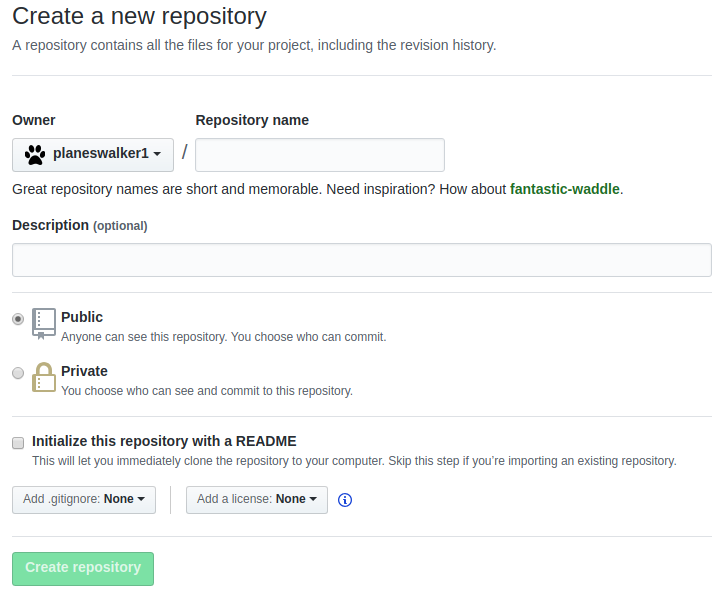 Create a new repository
A repository contains all the files for your project, including the revision history.
Owner Repository name
planeswalker1 /
Great repository names are short and memorable. Need inspiration? How about fantastic-waddle.
Description (optional)
Public
Anyone can see this repository. You choose who can commit.
Private
You choose who can see and commit to this repository.
Initialize this repository with a README
This will let you immediately clone the repository to your computer. Skip this step if you’re importing an existing repository.
Add .gitignore: None Add a license: None
Create repository